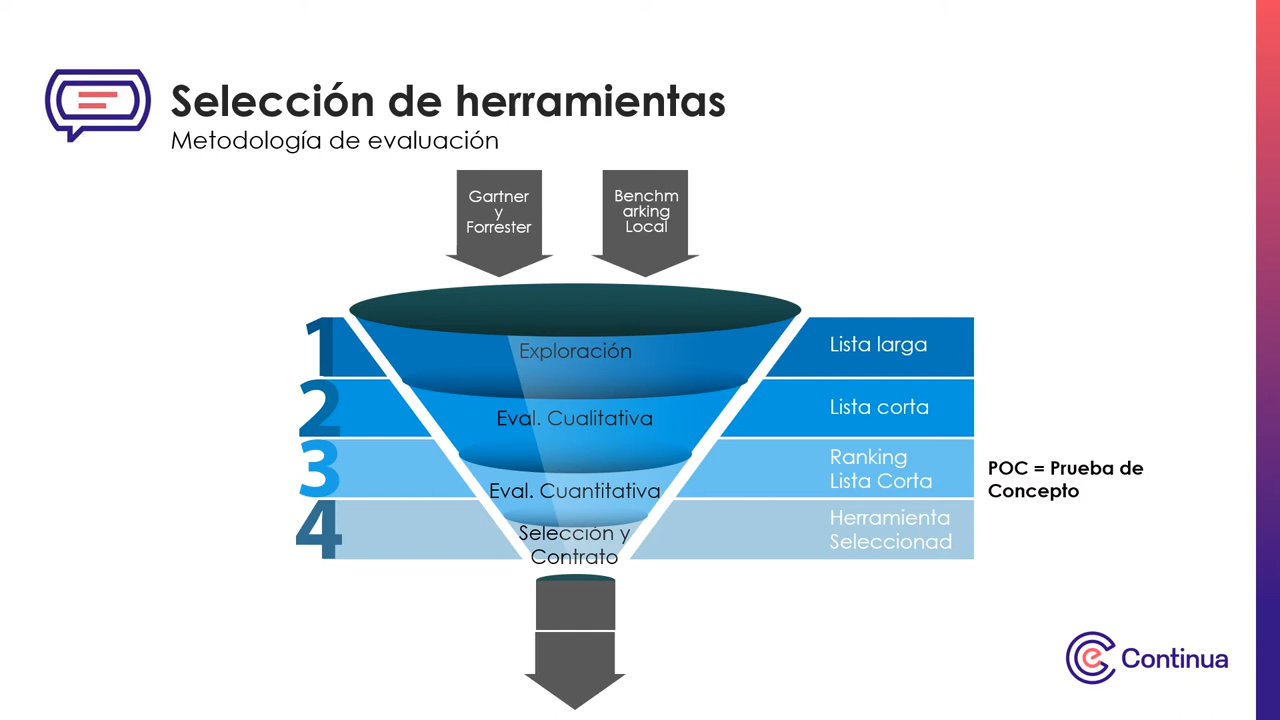 Selección de herramientas
Metodología de evaluación
Gartner
y
Forrester
Benchm
arking
Local
1
Exploración
Lista larga
2
Eval. Cualitativa
Lista corta
3
Eval. Cuantitativa
Ranking
Lista Corta
POC = Prueba de
Concepto
4
Selección y
Contrato
Herramienta
Seleccionad
Continua